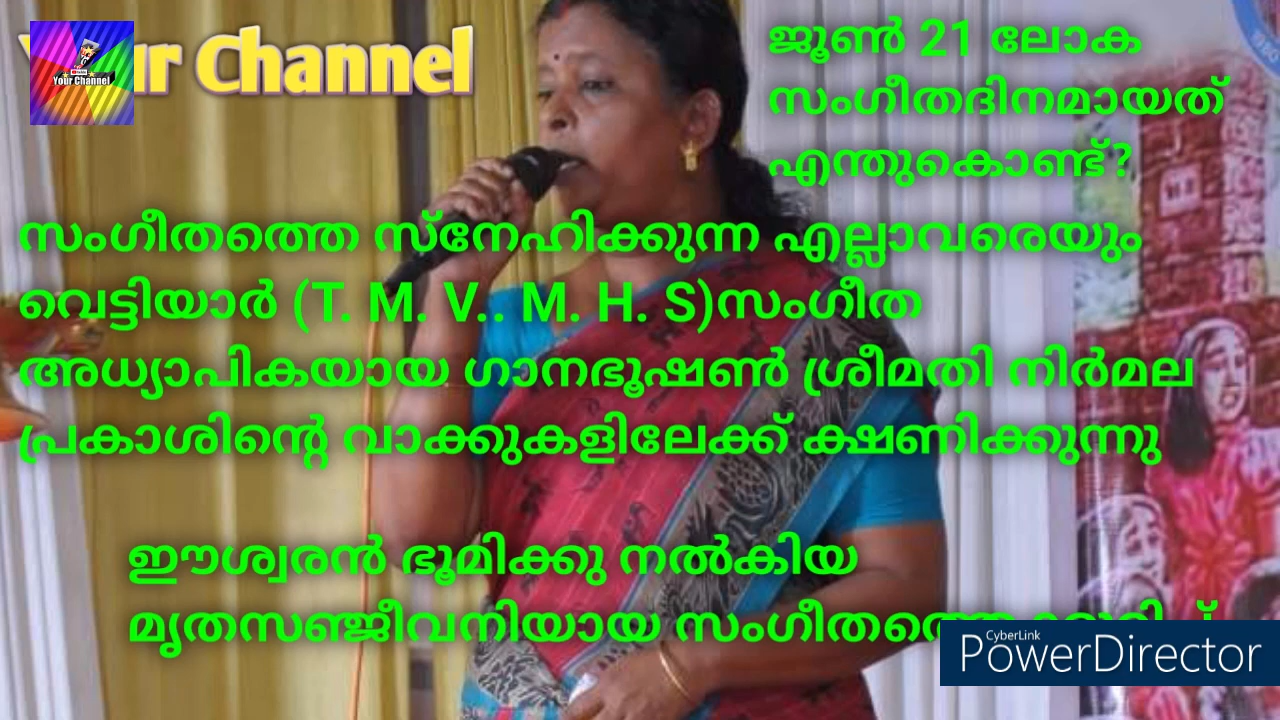 Your Channel
Your Channel
ജൂൺ 21 ലോക
സംഗീതദിനമായത്
എന്തുകൊണ്ട്?
സംഗീതത്തെ സ്നേഹിക്കുന്ന എല്ലാവരെയും
വെട്ടിയാർ (T. M. V.. M. H. S)സംഗീത
അധ്യാപികയായ ഗാനഭൂഷൺ ശ്രീമതി നിർമല
പ്രകാശിന്റെ വാക്കുകളിലേക്ക് ക്ഷണിക്കുന്നു
ഈശ്വരൻ ഭൂമിക്കു നൽകിയ
മൃതസഞ്ജീവനിയായ
CyberLink
PowerDirector